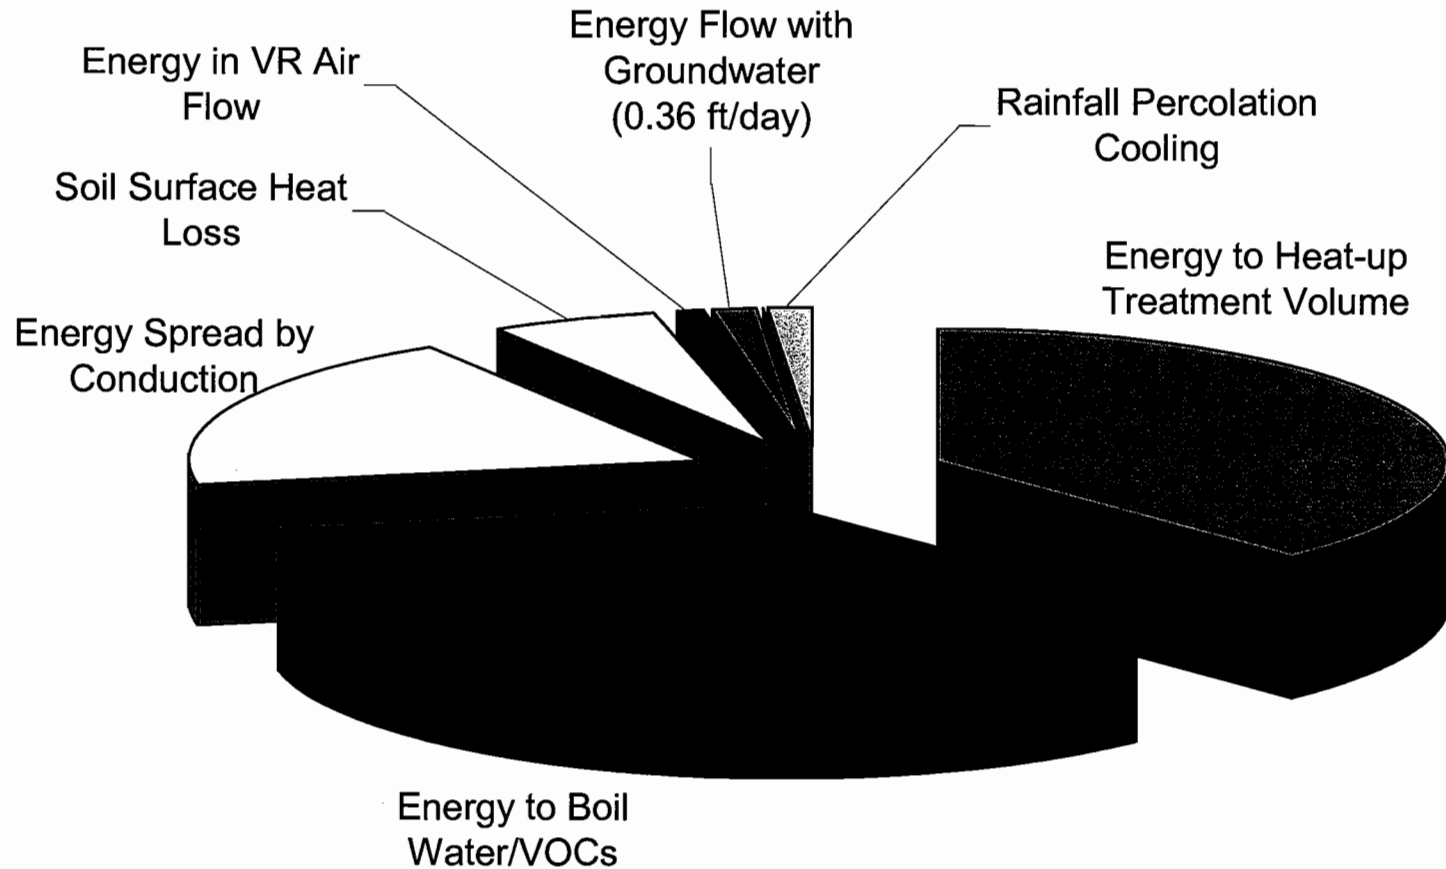 Energy Flow with
Groundwater
(0.36 ft/day)
Energy in VR Air
Flow
Rainfall Percolation
Cooling
Soil Surface Heat
Loss
Energy to Heat-up
Treatment Volume
Energy Spread by
Conduction
Energy to Boil
Water/VOCs